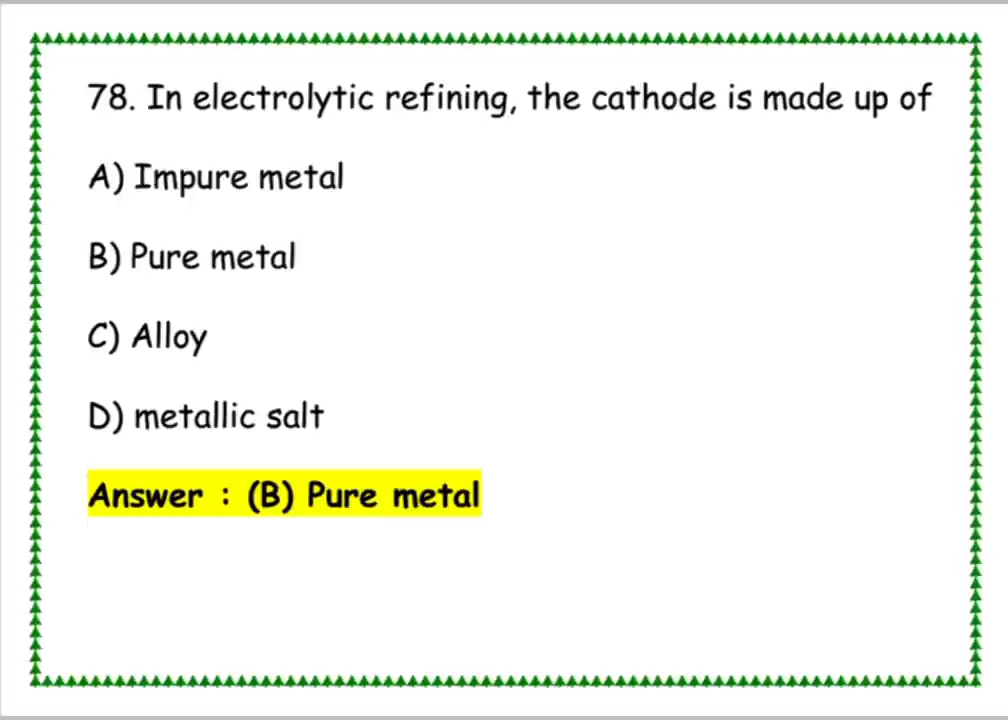 78. In electrolytic refining, the cathode is made up of
A) Impure metal
B) Pure metal
C) Alloy
D) metallic salt
Answer : (B) Pure metal